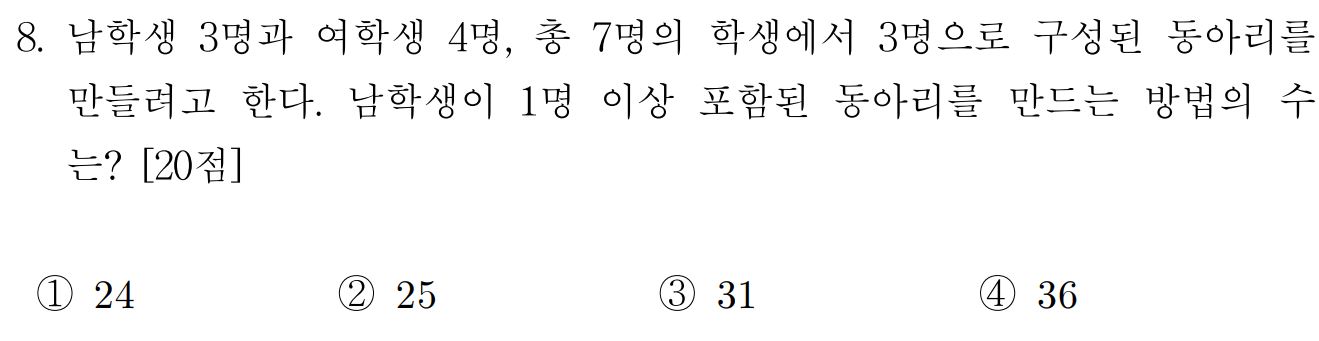 8. 남학생 3명과 여학생 4명, 총 7명의 학생에서 3명으로 구성된 동아리를
만들려고 한다. 남학생이 1명 이상 포함된 동아리를 만드는 방법의 수
는? [20점]
① 24 ② 25 ③ 31 ④ 36